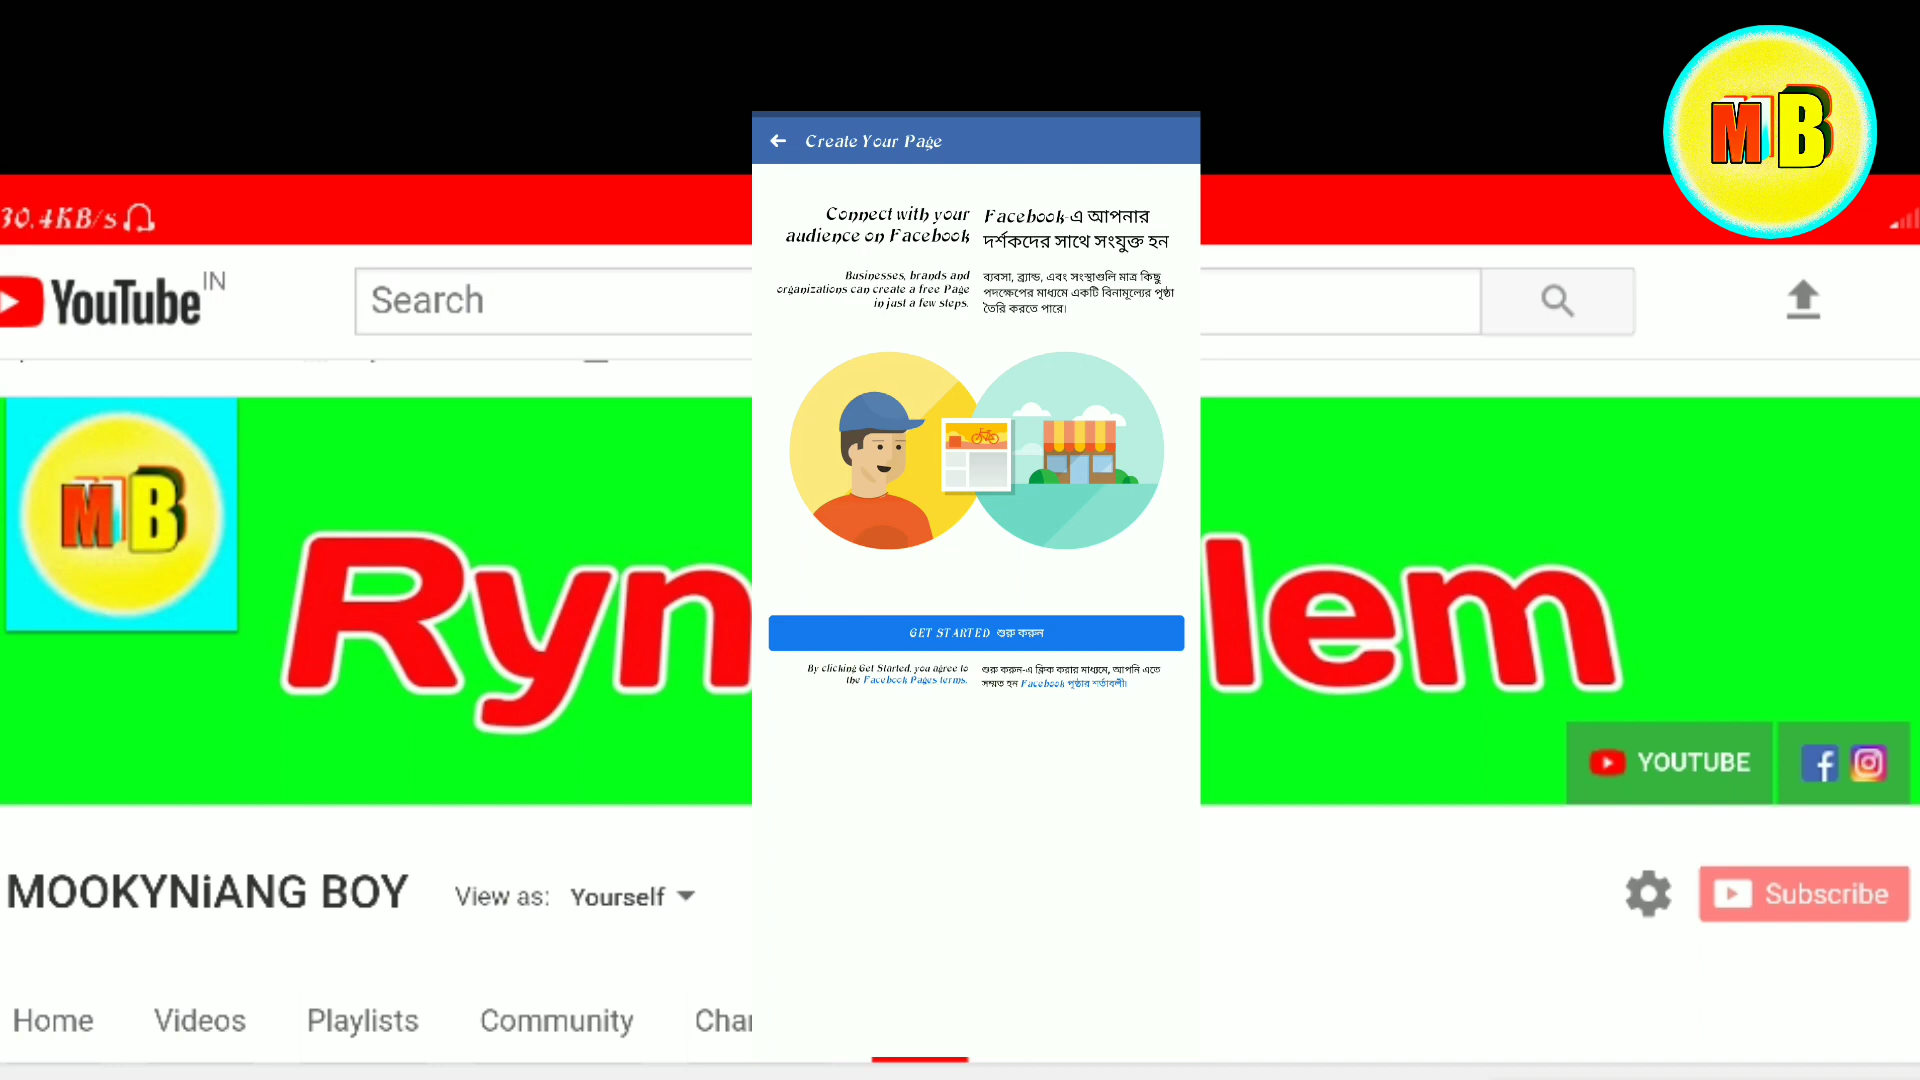 MB
30.4KB/s
YouTube IN
Search
MB
Ryn
lem
YOUTUBE
MOOKYNiANG BOY
View as: Yourself
Subscribe
Home Videos Playlists Community Cha
Create Your Page
Connect with your
audience on Facebook
Businesses, brands and
organizations can create a free Page
in just a few steps.
Facebook-এ আপনার
দর্শকদের সাথে সংযুক্ত হন
ব্যবসা, ব্র্যান্ড, এবং সংস্থাগুলি মাত্র কিছু
পদক্ষেপের মাধ্যমে একটি বিনামূল্যের পৃষ্ঠা
তৈরি করতে পারে।
GET STARTED শুরু করুন
By clicking Get Started, you agree to
the Facebook Pages terms.
শুরু করুন-এ ক্লিক করার মাধ্যমে, আপনি এতে
সম্মত হন Facebook পৃষ্ঠার শর্তাবলী।